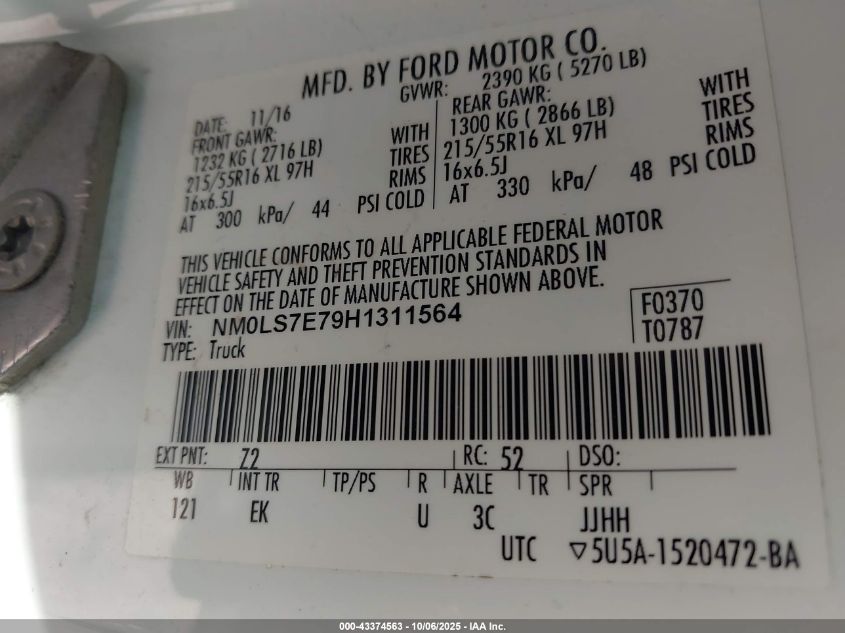 MFD. BY FORD MOTOR CO.
DATE: 11/16 GVWR: 2390 KG ( 5270 LB)
FRONT GAWR: WITH REAR GAWR: WITH
1232 KG ( 2716 LB) TIRES 1300 KG ( 2866 LB) TIRES
215/55R16 XL 97H RIMS 215/55R16 XL 97H RIMS
16x6.5J 16x6.5J
AT 300 kPa/ 44 PSI COLD AT 330 kPa/ 48 PSI COLD
THIS VEHICLE CONFORMS TO ALL APPLICABLE FEDERAL MOTOR
VEHICLE SAFETY AND THEFT PREVENTION STANDARDS IN
EFFECT ON THE DATE OF MANUFACTURE SHOWN ABOVE.
VIN: NM0LS7E79H1311564 F0370
TYPE: Truck T0787
EXT PNT: Z2 RC: 52 DSO:
WB INT TR TP/PS R AXLE TR SPR
121 EK U 3C JJHH
UTC ▽5U5A-1520472-BA
000-43374563 - 10/06/2025 - IAA Inc.